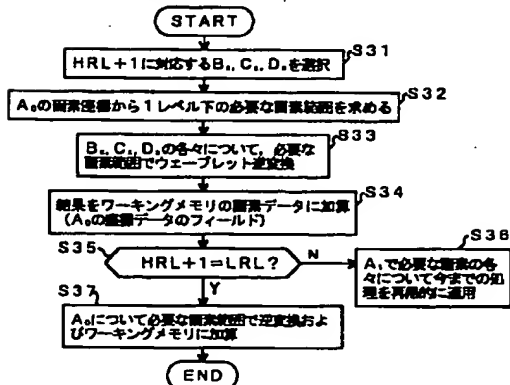 START
S31
HRL+1に対応するB₀、C₀、D₀を選択
S32
A₀の画素座標から1レベル下の必要な画素範囲を求める
S33
B₀、C₀、D₀の各々について、必要な
画素範囲でウェーブレット逆変換
S34
結果をワーキングメモリの画素データに加算
(A₀の画素データのフィールド)
S35
HRL+1=LRL?
N
S36
A₁で必要な画素の各
々について今までの処
理を再帰的に適用
Y
S37
A₀について必要な画素範囲で逆変換およ
びワーキングメモリに加算
END